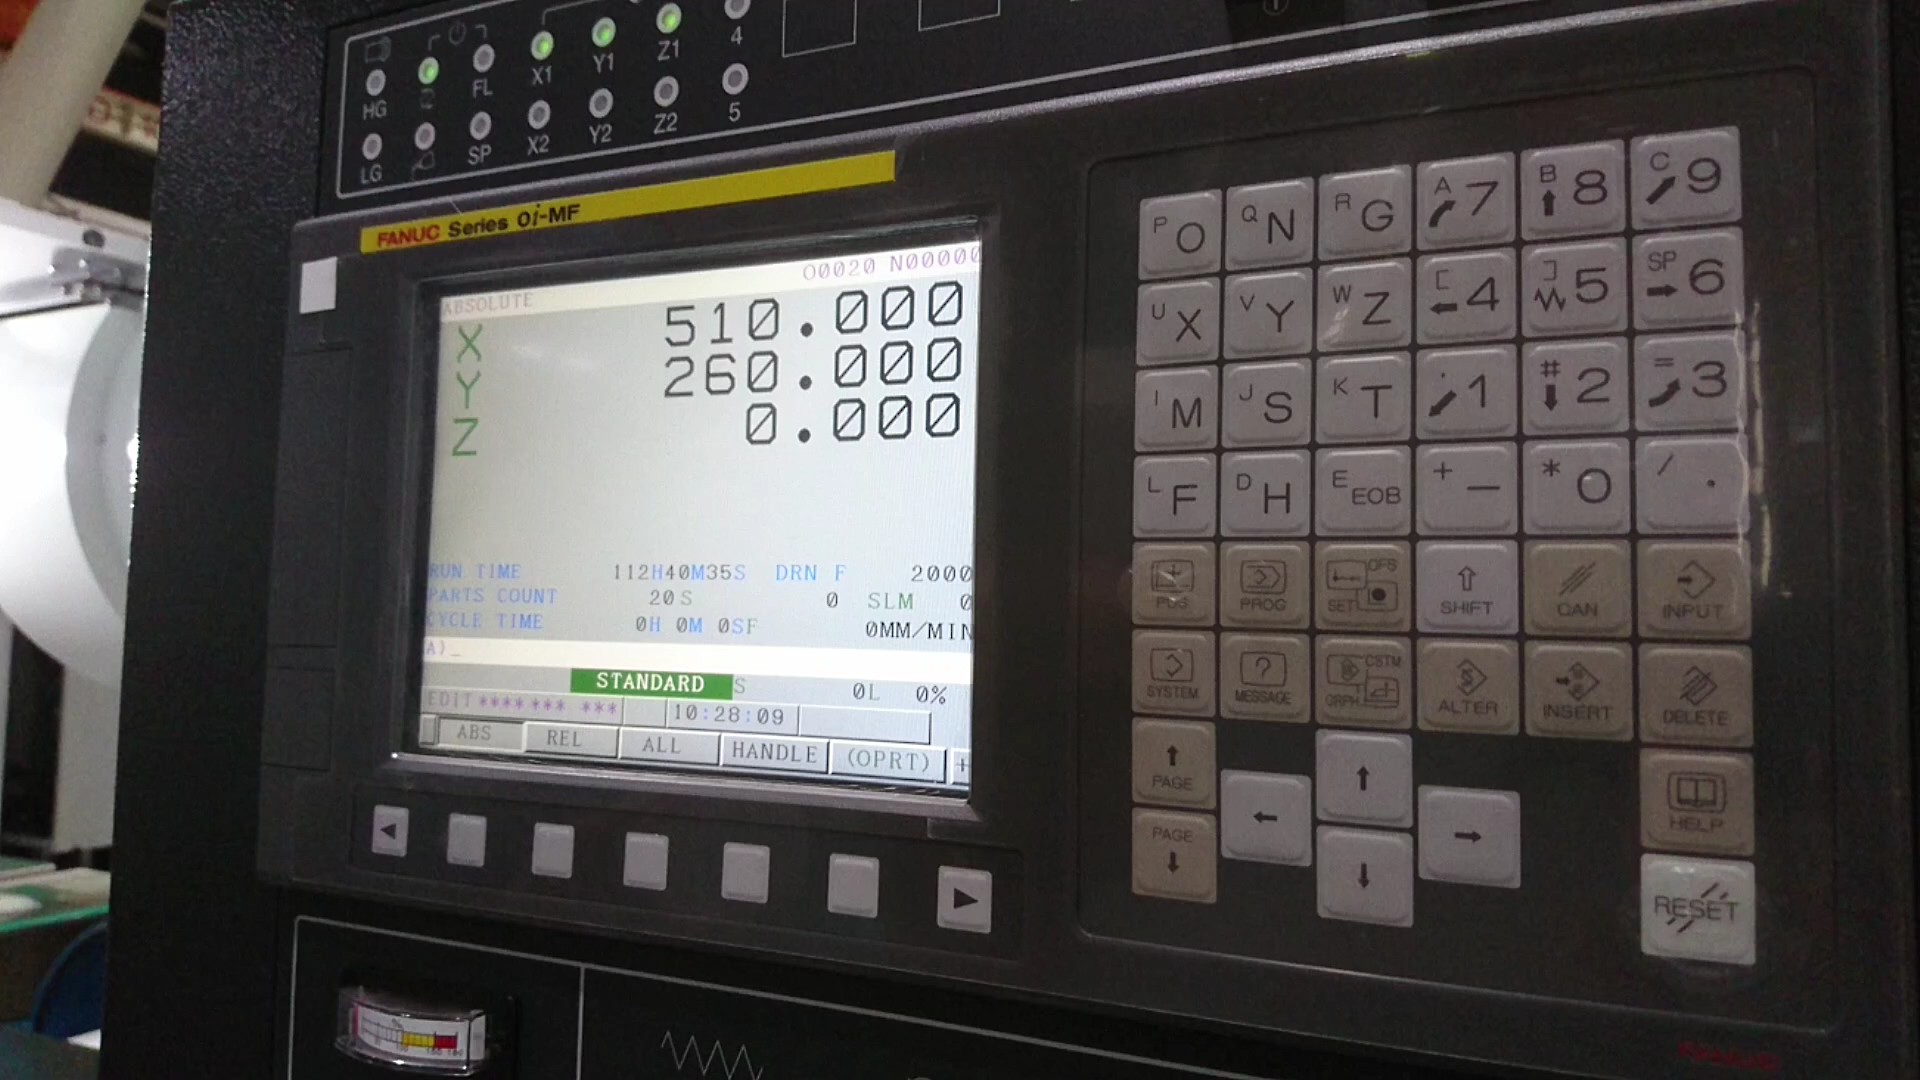 X1 Y1 Z1 4
HG FL
LG SP X2 Y2 Z2 5
FANUC Series 0i-MF
O0020 N00000
ABSOLUTE
X 510.000
Y 260.000
Z 0.000
RUN TIME 112H40M35S DRN F 2000
PARTS COUNT 20S 0 SLM 0
CYCLE TIME 0H 0M 0SF 0MM/MIN
A)_
STANDARD S 0L 0%
EDIT **** *** *** 10:28:09
ABS REL ALL HANDLE (OPRT) +
P O Q N R G A 7 B 8 C 9
U X V Y W Z [ 4 ] 5 SP 6
I M J S K T , 1 # 2 = 3
L F D H E EOB + - * 0 / .
POS PROG OFS SET SHIFT CAN INPUT
SYSTEM MESSAGE CSTM GRPH ALTER INSERT DELETE
PAGE HELP
PAGE RESET
FANUC